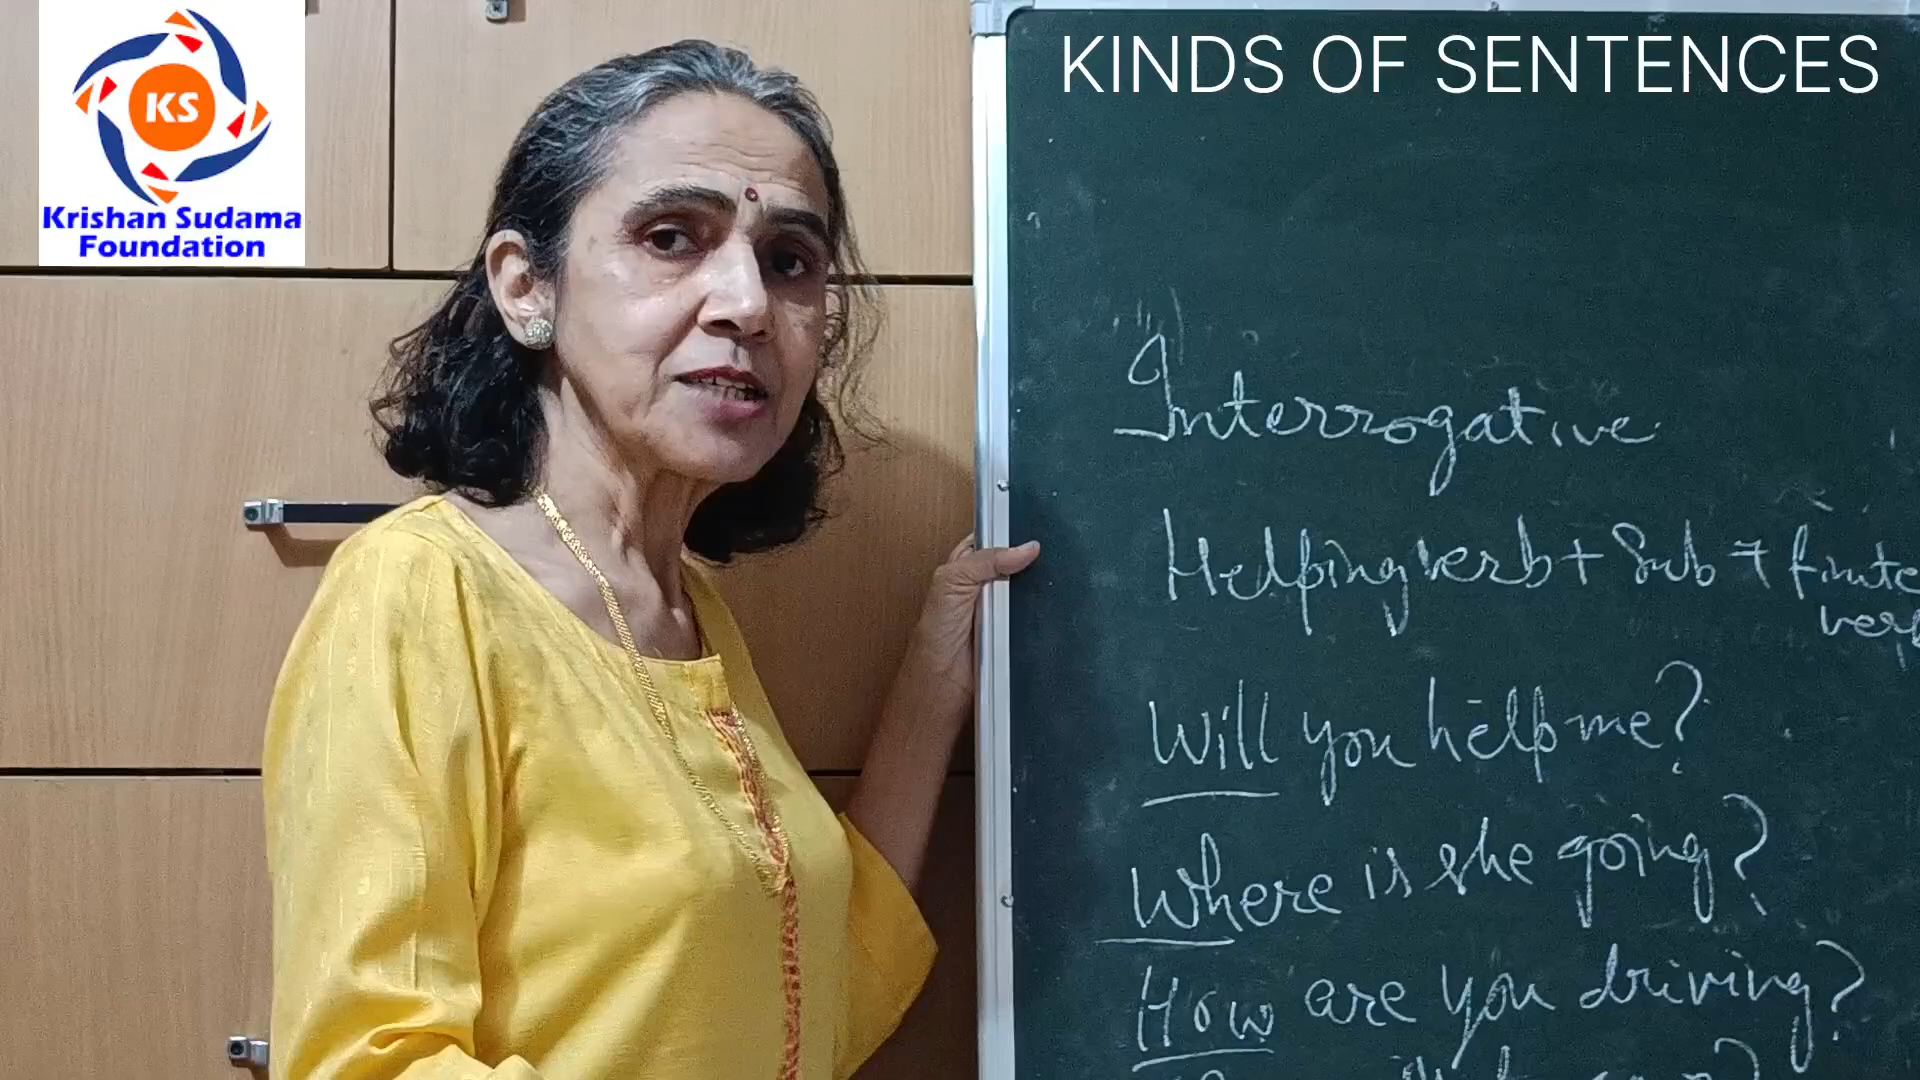 KS
Krishan Sudama
Foundation
KINDS OF SENTENCES
Interrogative
Helping verb + Sub + finite
verb
Will you help me?
Where is she going?
How are you driving?